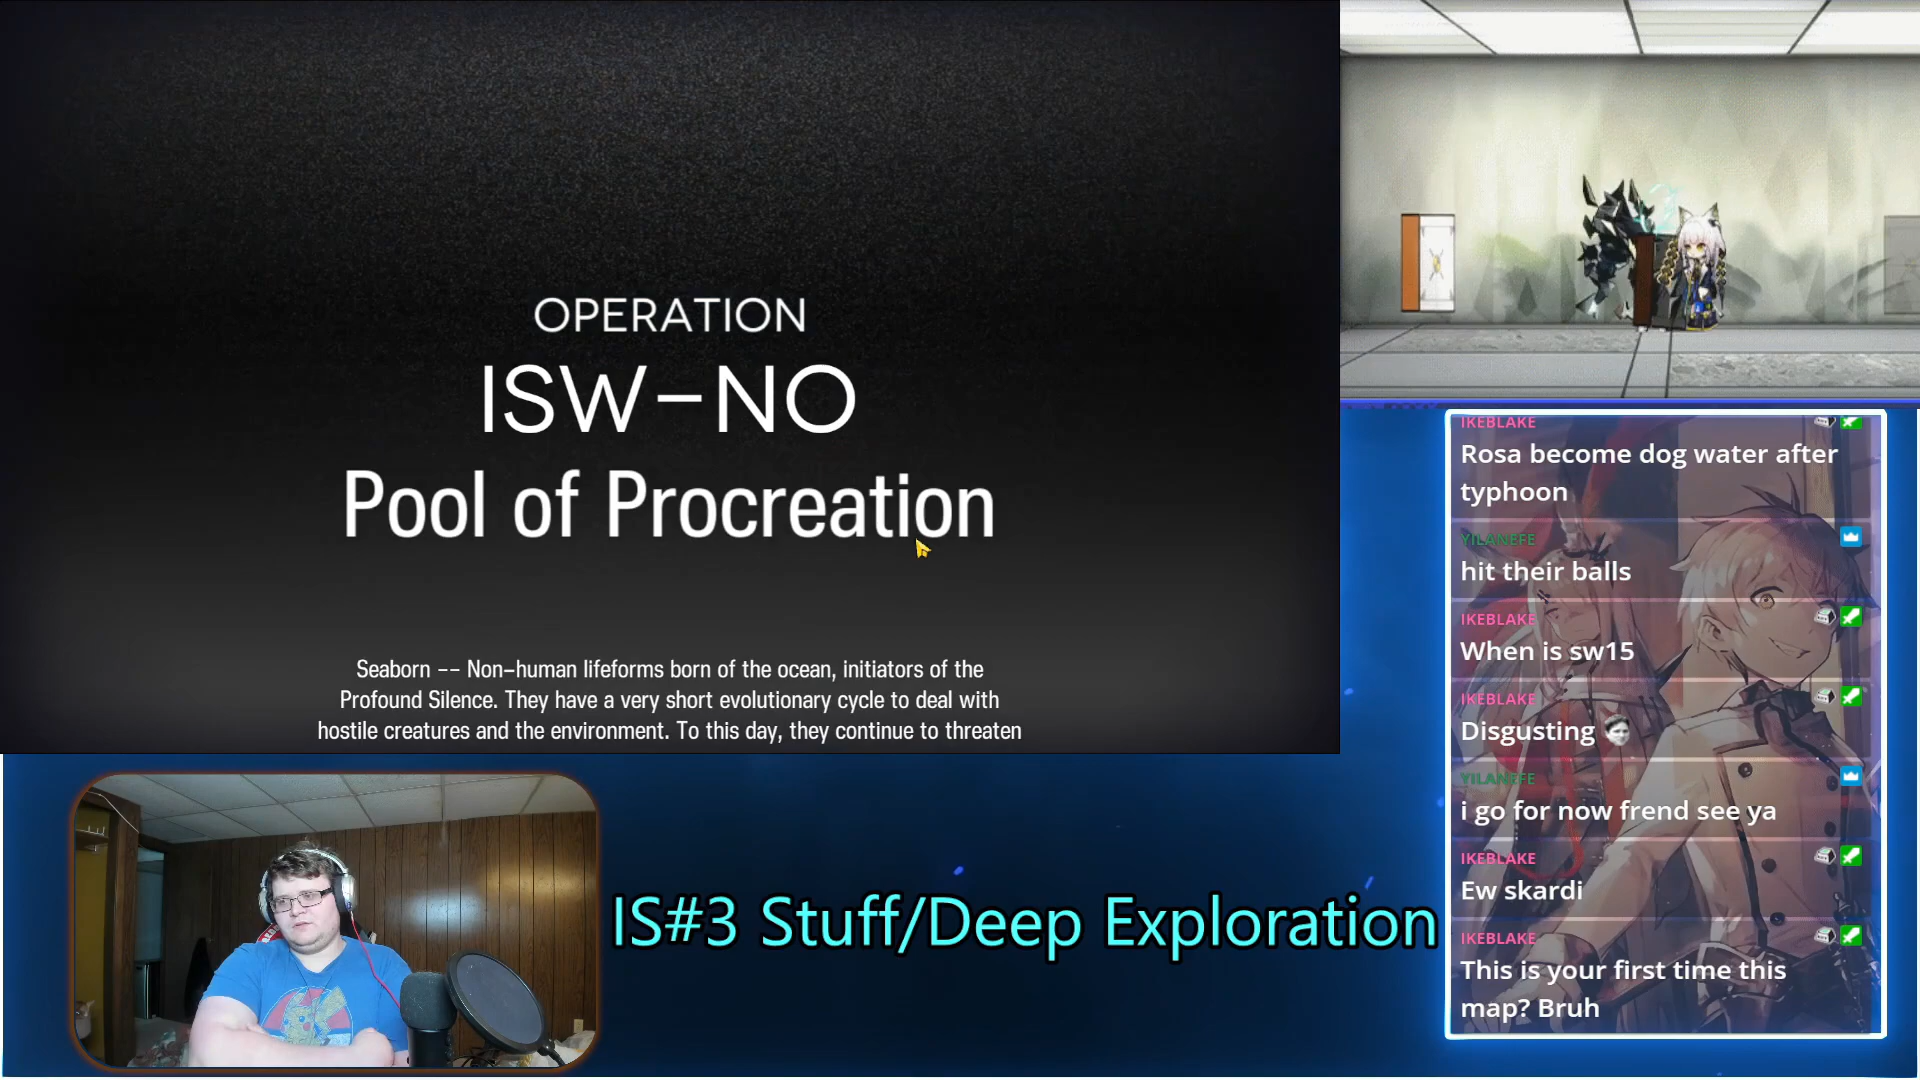 OPERATION
ISW-NO
Pool of Procreation
Seaborn -- Non-human lifeforms born of the ocean, initiators of the
Profound Silence. They have a very short evolutionary cycle to deal with
hostile creatures and the environment. To this day, they continue to threaten
IKEBLAKE
Rosa become dog water after
typhoon
YILANEFE
hit their balls
IKEBLAKE
When is sw15
IKEBLAKE
Disgusting
YILANEFE
i go for now frend see ya
IKEBLAKE
Ew skardi
IKEBLAKE
This is your first time this
map? Bruh
IS#3 Stuff/Deep Exploration